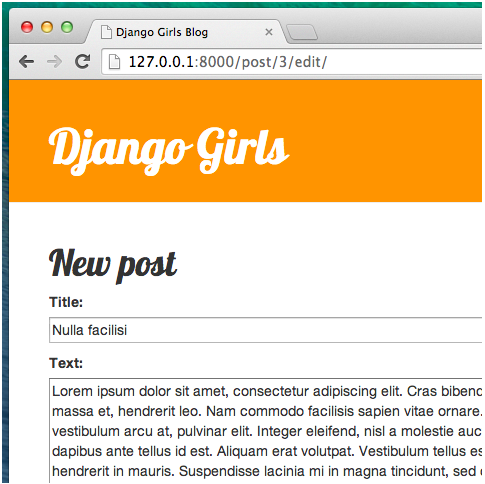 Django Girls Blog
127.0.0.1:8000/post/3/edit/
Django Girls
New post
Title:
Nulla facilisi
Text:
Lorem ipsum dolor sit amet, consectetur adipiscing elit. Cras bibend
massa et, hendrerit leo. Nam commodo facilisis sapien vitae ornare.
vestibulum arcu at, pulvinar elit. Integer eleifend, nisl a molestie auc
dapibus ante tellus id est. Aliquam erat volutpat. Vestibulum tellus es
hendrerit in mauris. Suspendisse lacinia mi in magna tincidunt, sed